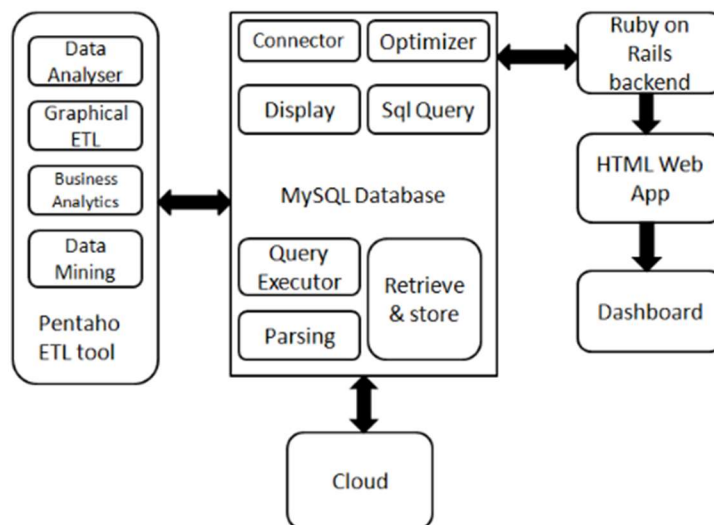 Data
Analyser
Graphical
ETL
Business
Analytics
Data
Mining
Pentaho
ETL tool
Connector
Optimizer
Display
Sql Query
MySQL Database
Query
Executor
Retrieve
& store
Parsing
Cloud
Ruby on
Rails
backend
HTML Web
App
Dashboard